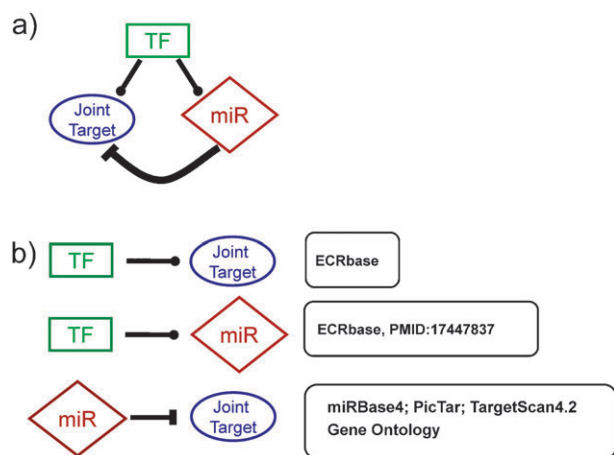 a)
TF
Joint
Target
miR
b)
TF
Joint
Target
ECRbase
TF
miR
ECRbase, PMID:17447837
miR
Joint
Target
miRBase4; PicTar; TargetScan4.2
Gene Ontology